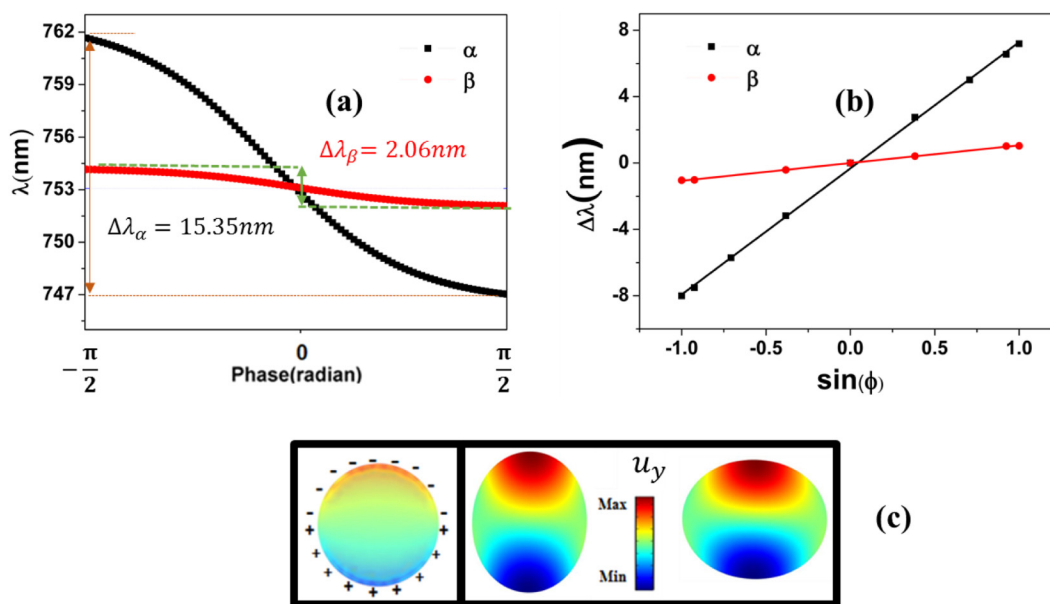 762
759
756
753
750
747
λ(nm)
α
β
(a)
Δλβ = 2.06nm
Δλα = 15.35nm
−π/2
0
π/2
Phase(radian)
8
4
0
-4
-8
Δλ(nm)
α
β
(b)
-1.0
-0.5
0.0
0.5
1.0
sin(ϕ)
- - - - - - - - - -
+ + + + + + + + + + +
uy
Max
Min
(c)